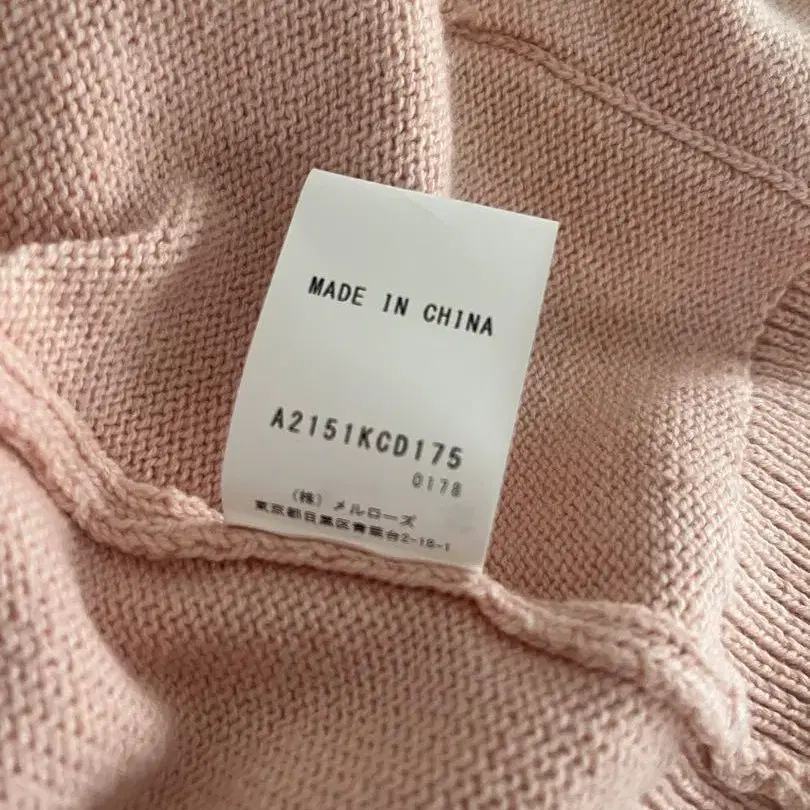 MADE IN CHINA
A2151KCD175
0178
(株) メルローズ
東京都目黒区青葉台2-18-1